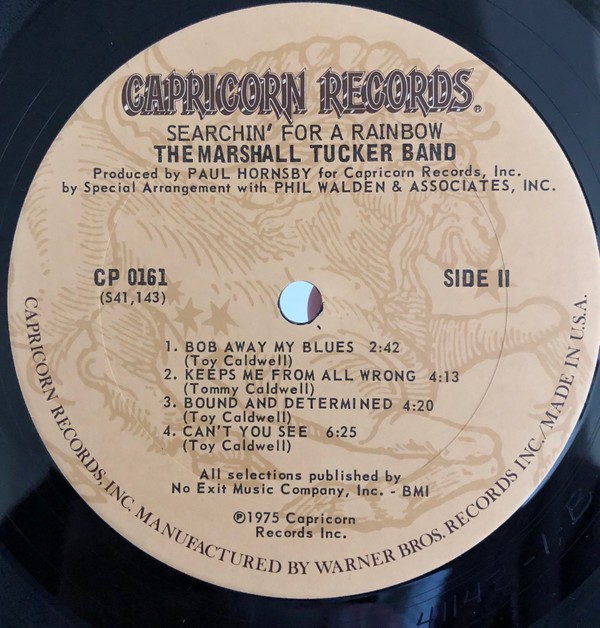 CAPRICORN RECORDS®
SEARCHIN' FOR A RAINBOW
THE MARSHALL TUCKER BAND
Produced by PAUL HORNSBY for Capricorn Records, Inc.
by Special Arrangement with PHIL WALDEN & ASSOCIATES, INC.
CP 0161
(S41,143)
SIDE II
1. BOB AWAY MY BLUES 2:42
(Toy Caldwell)
2. KEEPS ME FROM ALL WRONG 4:13
(Tommy Caldwell)
3. BOUND AND DETERMINED 4:20
(Toy Caldwell)
4. CAN'T YOU SEE 6:25
(Toy Caldwell)
All selections published by
No Exit Music Company, Inc. - BMI
℗1975 Capricorn
Records Inc.
CAPRICORN RECORDS, INC. MANUFACTURED BY WARNER BROS. RECORDS INC./MADE IN U.S.A.